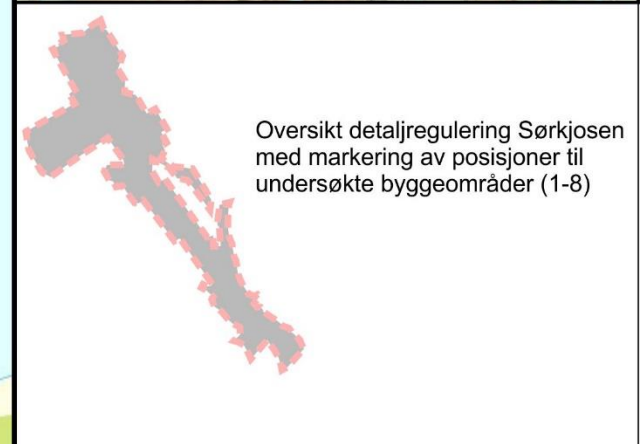 Oversikt detaljregulering Sørkjosen
med markering av posisjoner til
undersøkte byggeområder (1-8)